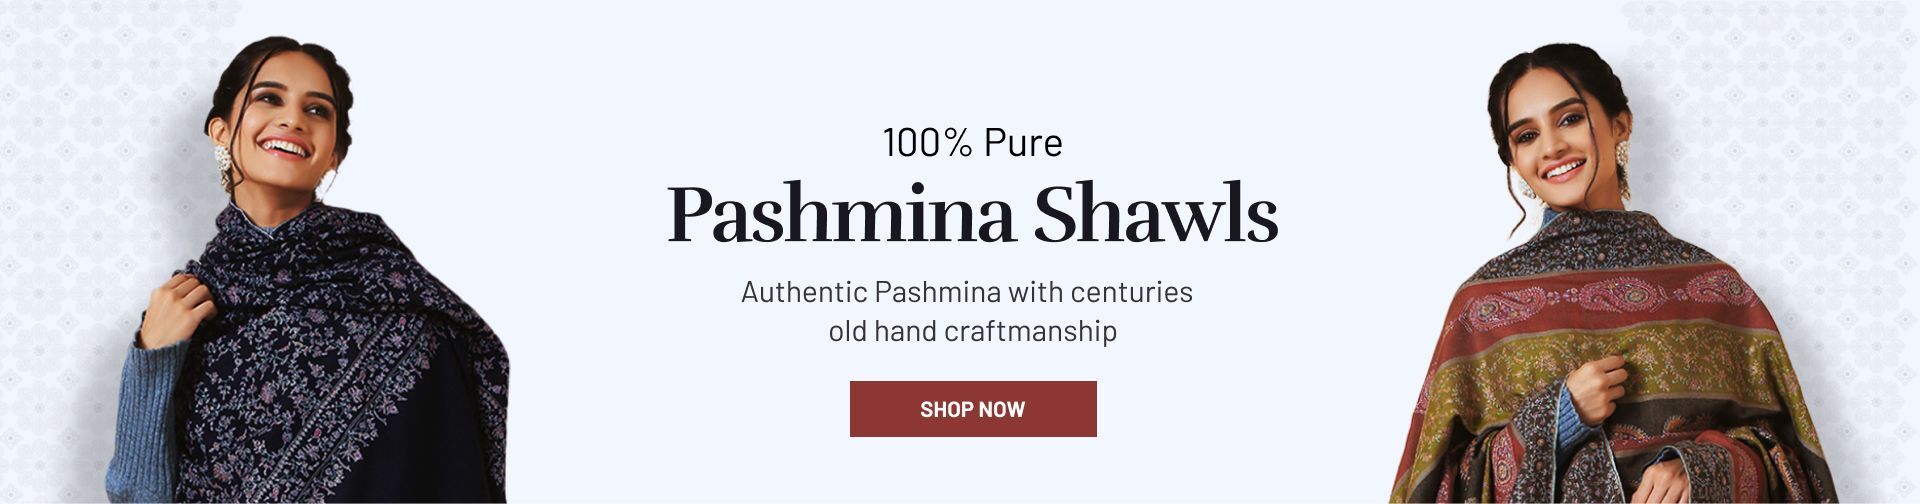 100% Pure
Pashmina Shawls
Authentic Pashmina with centuries
old hand craftmanship
SHOP NOW